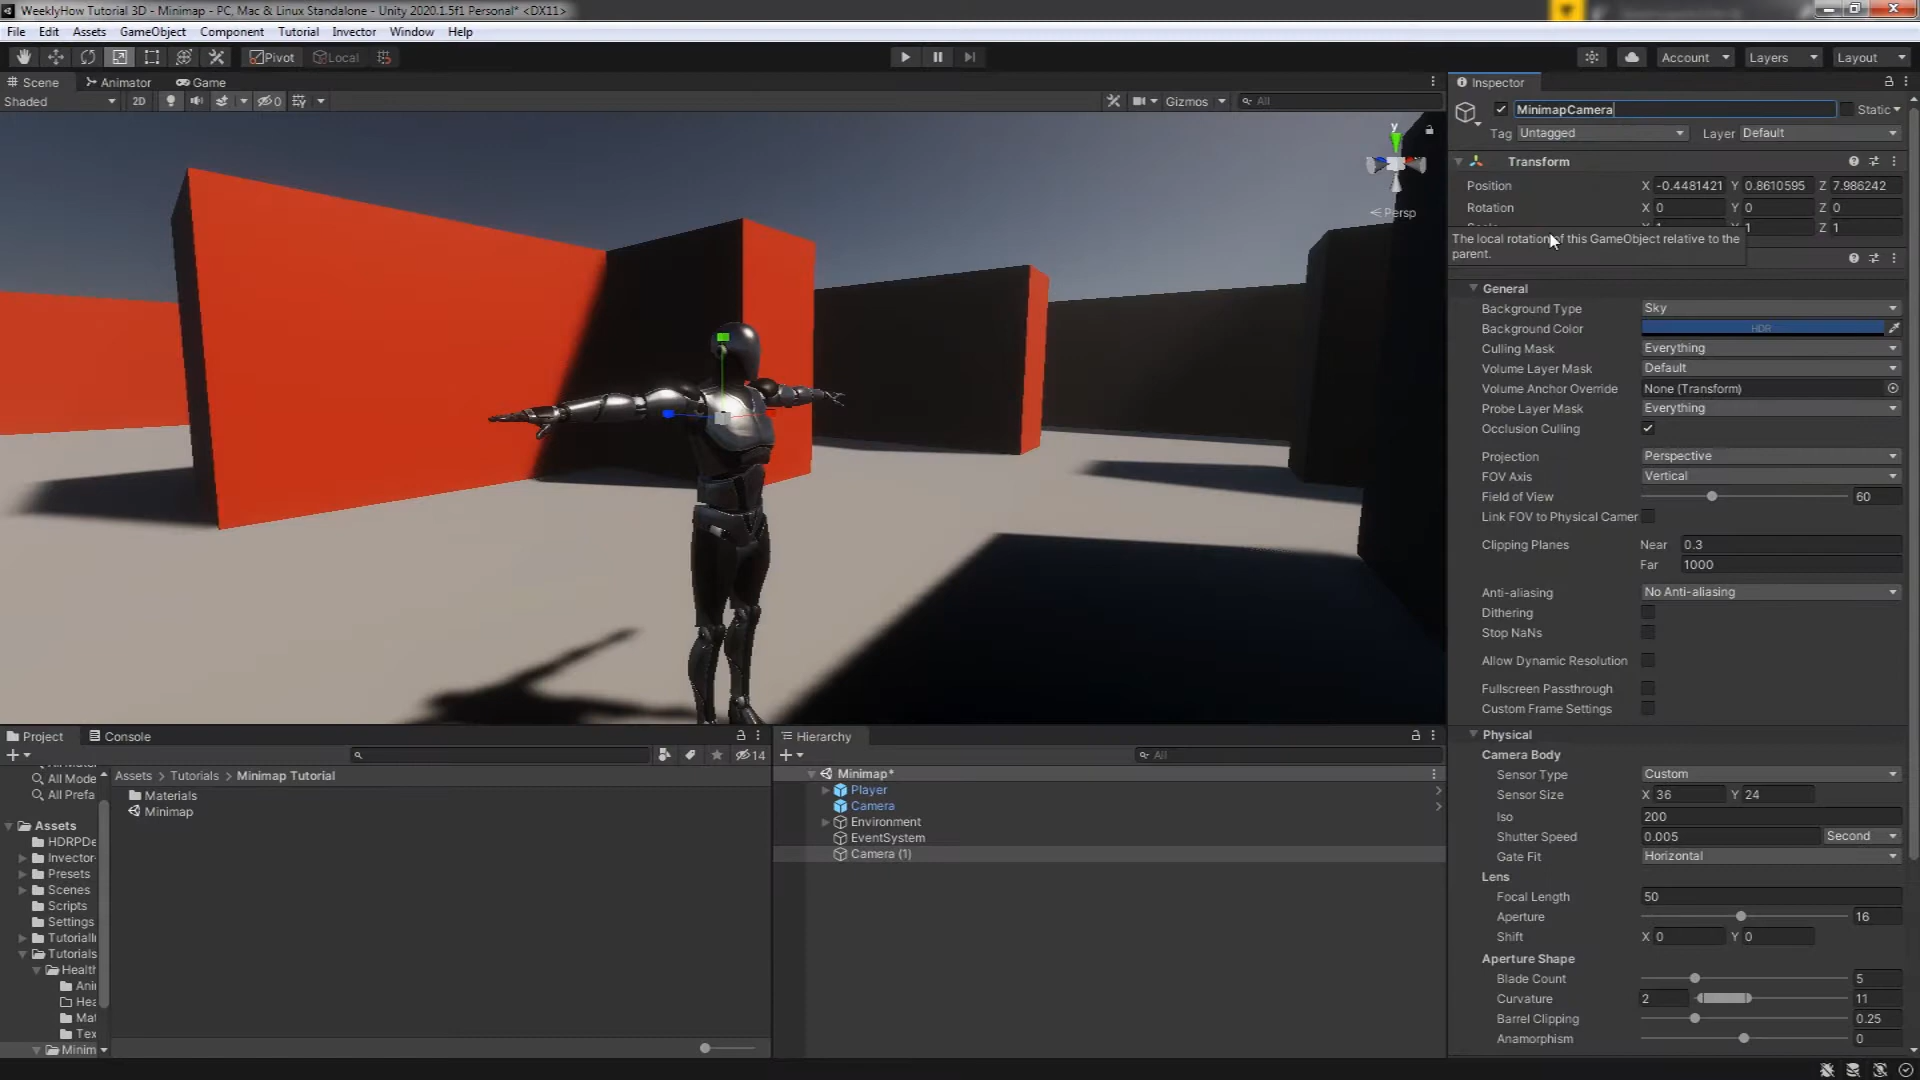 WeeklyHow Tutorial 3D - Minimap - PC, Mac & Linux Standalone - Unity 2020.1.5f1 Personal* <DX11>
File Edit Assets GameObject Component Tutorial Invector Window Help
Pivot Local Account Layers Layout
Scene Animator Game
Shaded 2D 0 Gizmos All
y
Persp
Inspector
MinimapCamera Static
Tag Untagged Layer Default
Transform
Position X -0.4481421 Y 0.8610595 Z 7.986242
Rotation X 0 Y 0 Z 0
Z 1
The local rotation of this GameObject relative to the
parent.
General
Background Type Sky
Background Color HDR
Culling Mask Everything
Volume Layer Mask Default
Volume Anchor Override None (Transform)
Probe Layer Mask Everything
Occlusion Culling
Projection Perspective
FOV Axis Vertical
Field of View 60
Link FOV to Physical Camer
Clipping Planes Near 0.3
Far 1000
Anti-aliasing No Anti-aliasing
Dithering
Stop NaNs
Allow Dynamic Resolution
Fullscreen Passthrough
Custom Frame Settings
Physical
Camera Body
Sensor Type Custom
Sensor Size X 36 Y 24
Iso 200
Shutter Speed 0.005 Second
Gate Fit Horizontal
Lens
Focal Length 50
Aperture 16
Shift X 0 Y 0
Aperture Shape
Blade Count 5
Curvature 2 11
Barrel Clipping 0.25
Anamorphism 0
Project Console
14
All Mode
All Prefa
Assets
HDRPDe
Invector-
Presets
Scenes
Scripts
Settings
TutorialI
Tutorials
Health
Ani
Hea
Mat
Tex
Minim
Assets > Tutorials > Minimap Tutorial
Materials
Minimap
Hierarchy
All
Minimap*
Player
Camera
Environment
EventSystem
Camera (1)